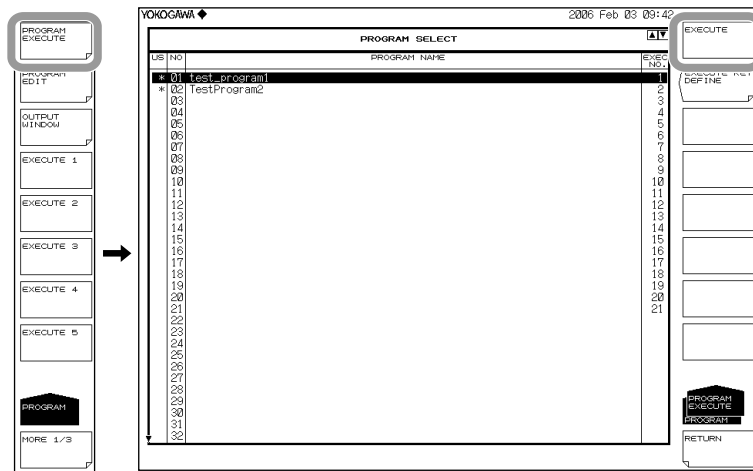 PROGRAM
EXECUTE
PROGRAM
EDIT
OUTPUT
WINDOW
EXECUTE 1
EXECUTE 2
EXECUTE 3
EXECUTE 4
EXECUTE 5
PROGRAM
MORE 1/3
YOKOGAWA 2006 Feb 03 09:42
PROGRAM SELECT
US NO PROGRAM NAME EXEC
NO.
* 01 test_program1 1
* 02 TestProgram2 2
03 3
04 4
05 5
06 6
07 7
08 8
09 9
10 10
11 11
12 12
13 13
14 14
15 15
16 16
17 17
18 18
19 19
20 20
21 21
22
23
24
25
26
27
28
29
30
31
32
EXECUTE
EXECUTE KEY
DEFINE
PROGRAM
EXECUTE
PROGRAM
RETURN